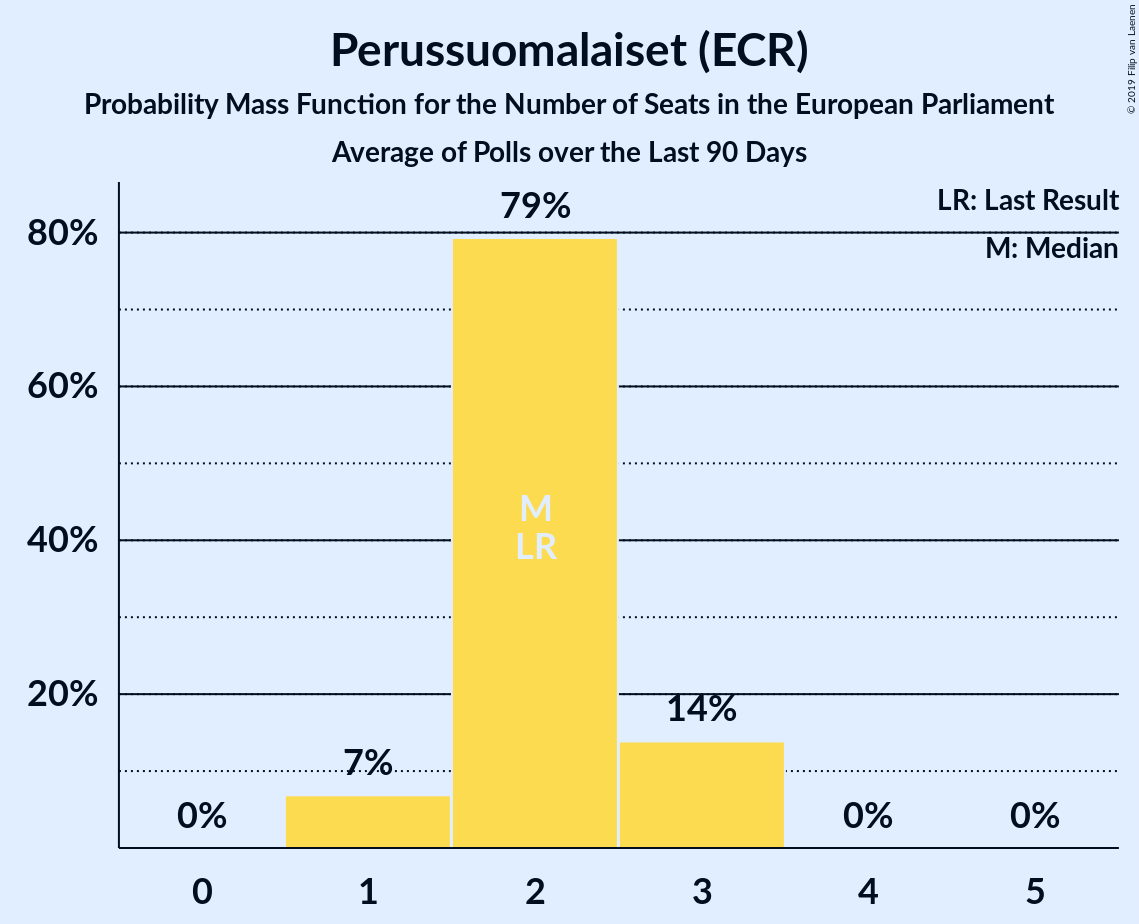 Perussuomalaiset (ECR)
Probability Mass Function for the Number of Seats in the European Parliament
Average of Polls over the Last 90 Days
© 2019 Filip van Laenen
LR: Last Result
M: Median
80%
60%
40%
20%
0%
7%
79%
M
LR
14%
0%
0%
0
1
2
3
4
5